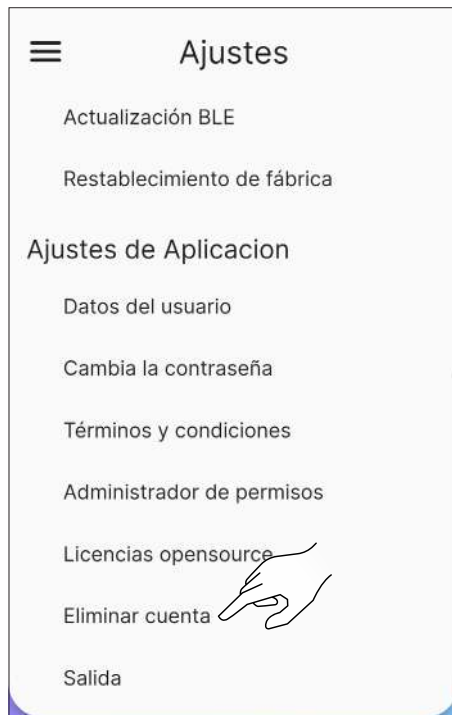 Ajustes
Actualización BLE
Restablecimiento de fábrica
Ajustes de Aplicacion
Datos del usuario
Cambia la contraseña
Términos y condiciones
Administrador de permisos
Licencias opensource
Eliminar cuenta
Salida